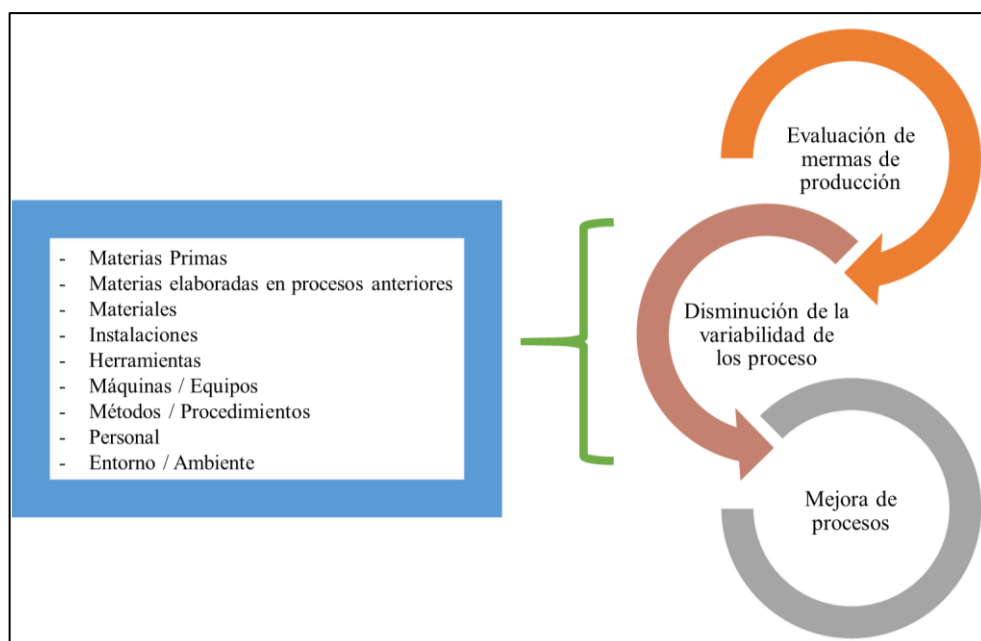 Evaluación de
mermas de
producción
- Materias Primas
- Materias elaboradas en procesos anteriores
- Materiales
- Instalaciones
- Herramientas
- Máquinas / Equipos
- Métodos / Procedimientos
- Personal
- Entorno / Ambiente
Disminución de la
variabilidad de
los proceso
Mejora de
procesos